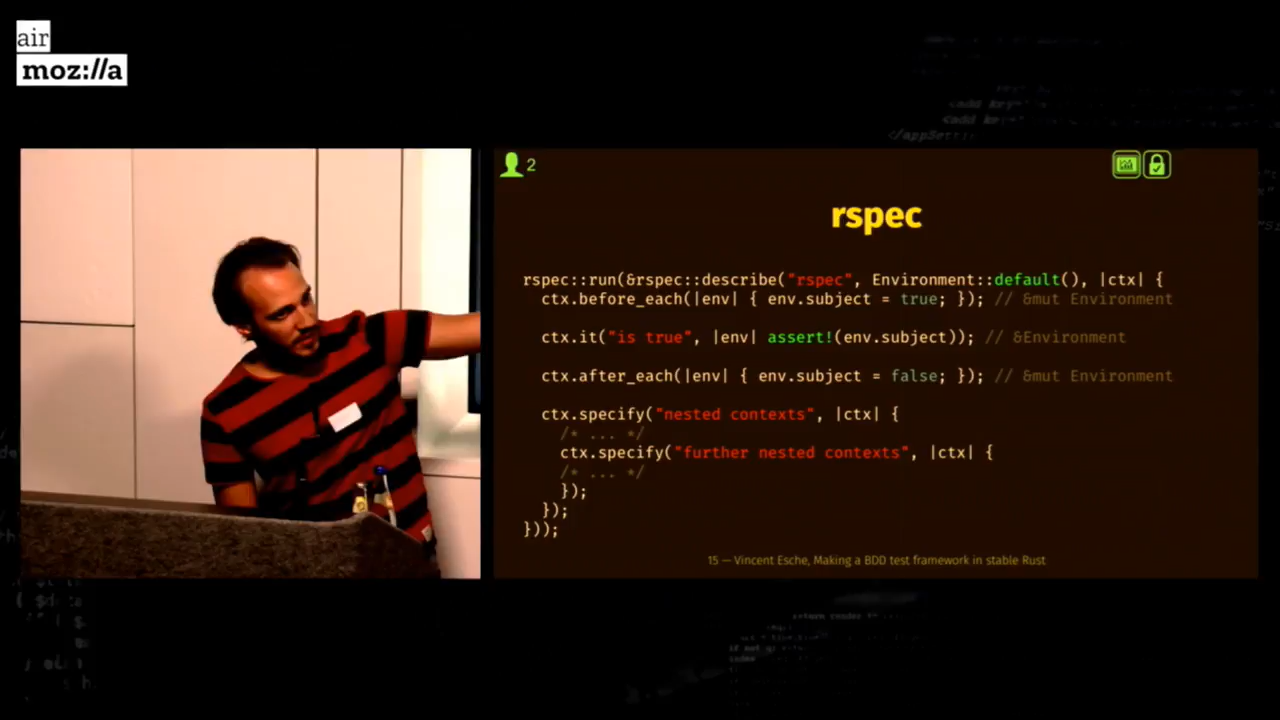 air
moz://a
2
rspec
rspec::run(&rspec::describe("rspec", Environment::default(), |ctx| {
ctx.before_each(|env| { env.subject = true; }); // &mut Environment
ctx.it("is true", |env| assert!(env.subject)); // &Environment
ctx.after_each(|env| { env.subject = false; }); // &mut Environment
ctx.specify("nested contexts", |ctx| {
/* ... */
ctx.specify("further nested contexts", |ctx| {
/* ... */
});
});
}));
15 — Vincent Esche, Making a BDD test framework in stable Rust